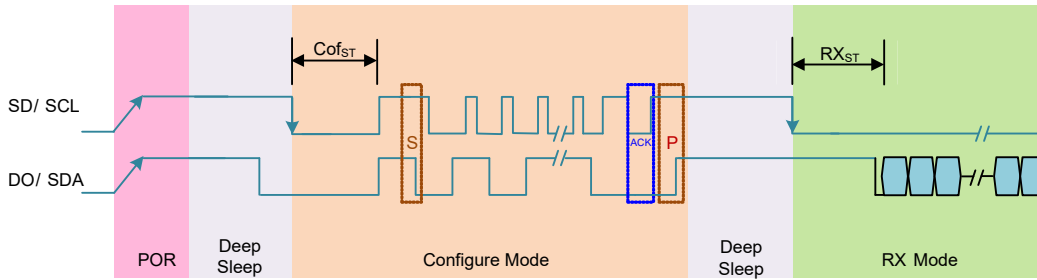 CofST
RXST
SD/ SCL
S
ACK
P
DO/ SDA
POR
Deep
Sleep
Configure Mode
Deep
Sleep
RX Mode